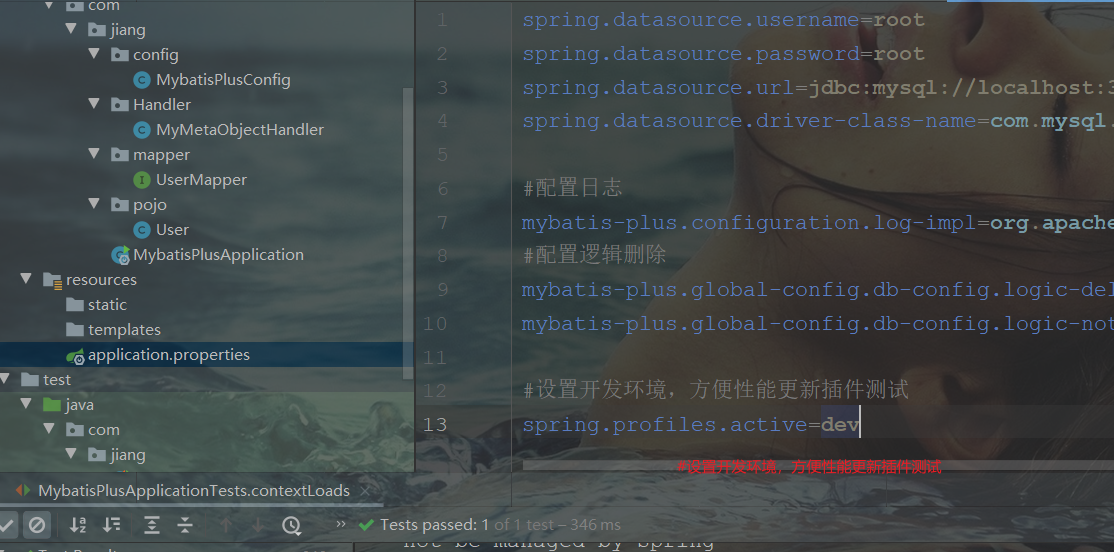 com
jiang
config
MybatisPlusConfig
Handler
MyMetaObjectHandler
mapper
UserMapper
pojo
User
MybatisPlusApplication
resources
static
templates
application.properties
test
java
com
jiang
1 spring.datasource.username=root
2 spring.datasource.password=root
3 spring.datasource.url=jdbc:mysql://localhost:3
4 spring.datasource.driver-class-name=com.mysql.
5
6 #配置日志
7 mybatis-plus.configuration.log-impl=org.apache
8 #配置逻辑删除
9 mybatis-plus.global-config.db-config.logic-del
10 mybatis-plus.global-config.db-config.logic-not
11
12 #设置开发环境，方便性能更新插件测试
13 spring.profiles.active=dev
#设置开发环境，方便性能更新插件测试
MybatisPlusApplicationTests.contextLoads
Tests passed: 1 of 1 test – 346 ms
not be managed by Spring